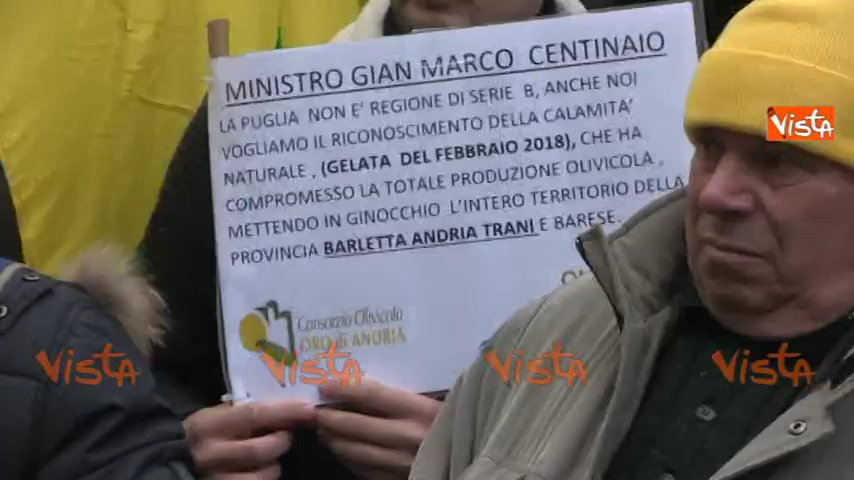 MINISTRO GIAN MARCO CENTINAIO
LA PUGLIA NON E' REGIONE DI SERIE B, ANCHE NOI
VOGLIAMO IL RICONOSCIMENTO DELLA CALAMITA'
NATURALE, (GELATA DEL FEBBRAIO 2018), CHE HA
COMPROMESSO LA TOTALE PRODUZIONE OLIVICOLA,
METTENDO IN GINOCCHIO L'INTERO TERRITORIO DELLA
PROVINCIA BARLETTA ANDRIA TRANI E BARESE.
Consorzio Olivicolo
ORO di ANDRIA
VISTA
VISTA
VISTA
VISTA
VISTA